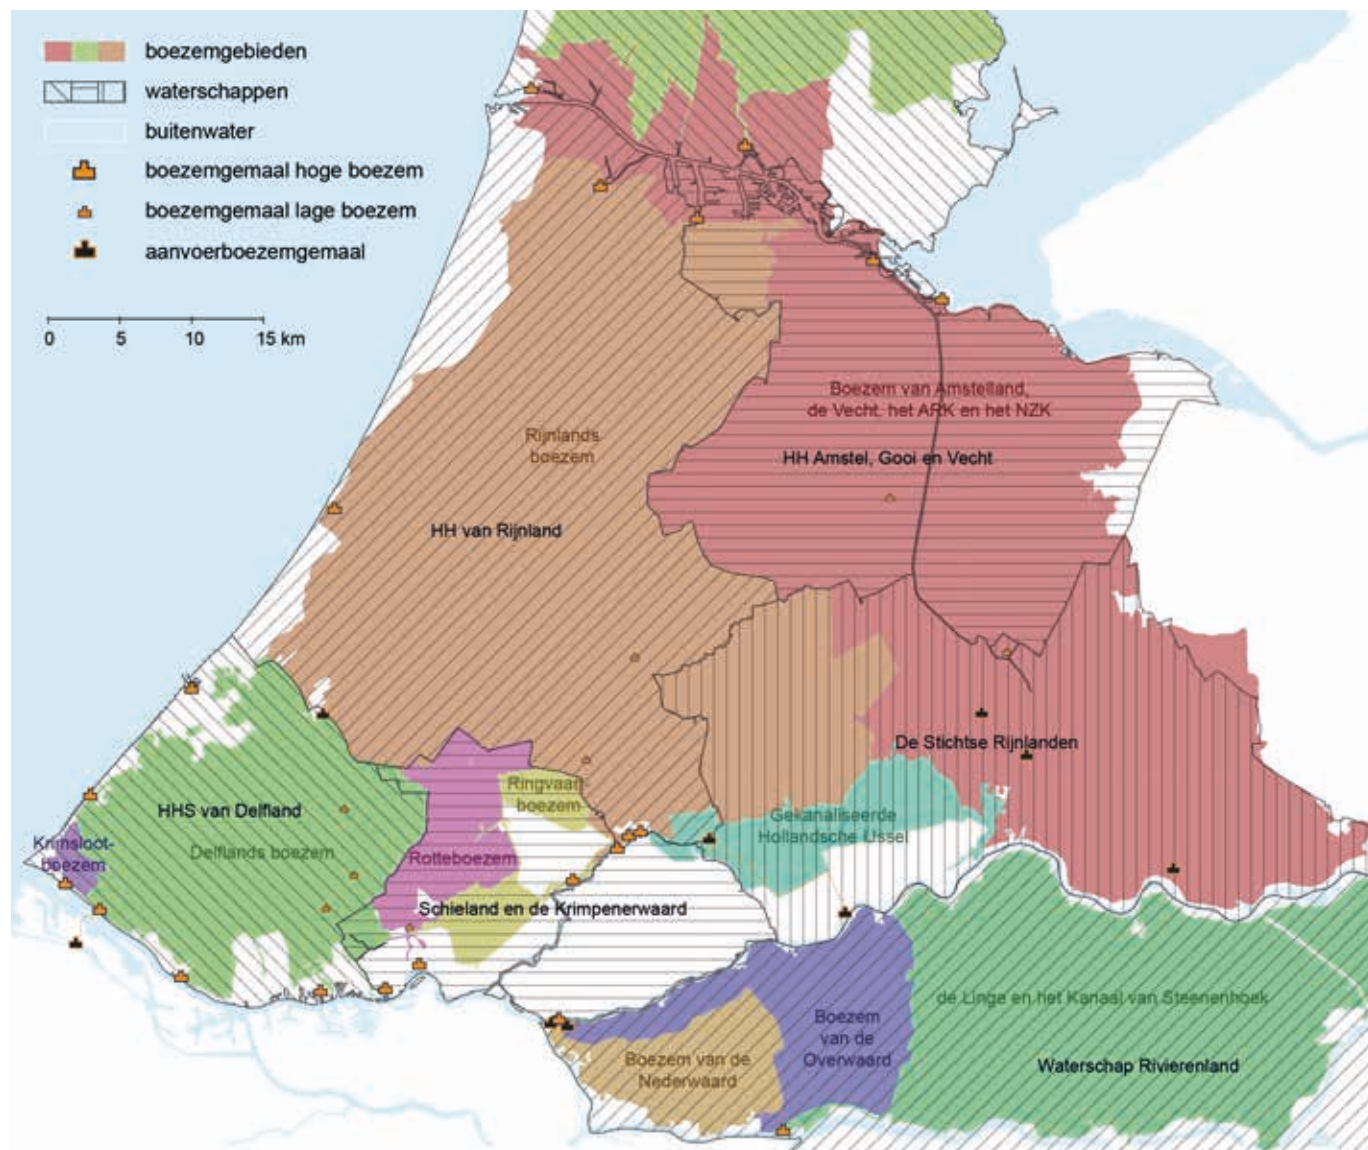 boezemgebieden
waterschappen
buitenwater
boezemgemaal hoge boezem
boezemgemaal lage boezem
aanvoerboezemgemaal
0 5 10 15 km
Boezem van Amstelland,
de Vecht, het ARK en het NZK
HH Amstel, Gooi en Vecht
Rijnlands
boezem
HH van Rijnland
De Stichtse Rijnlanden
HHS van Delfland
Delflands boezem
Krijnsloot-
boezem
Ringvaart-
boezem
Rotteboezem
Gekanaliseerde
Hollandsche IJssel
Schieland en de Krimpenerwaard
de Linge en het Kanaal van Steenenhoek
Boezem
van de
Overwaard
Boezem van de
Nederwaard
Waterschap Rivierenland